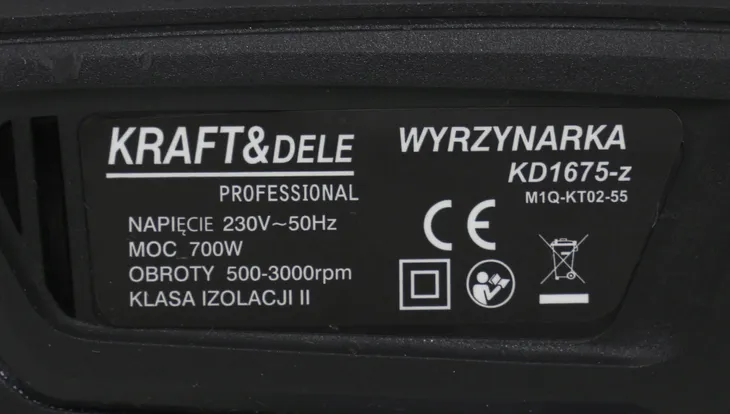 KRAFT&DELE
PROFESSIONAL
NAPIĘCIE 230V~50Hz
MOC 700W
OBROTY 500-3000rpm
KLASA IZOLACJI II
WYRZYNARKA
KD1675-z
M1Q-KT02-55
CE